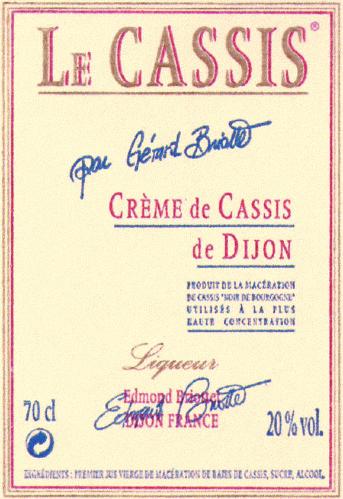 LE CASSIS®
par Gérard Briottet
CRÈME de CASSIS
de DIJON
PRODUIT DE LA MACÉRATION
DE CASSIS "NOIR DE BOURGOGNE"
UTILISÉS À LA PLUS
HAUTE CONCENTRATION
Liqueur
Edmond Briottet
Edmond Briottet
DIJON FRANCE
70 cl
20 % vol.
INGRÉDIENTS : PREMIER JUS VIERGE DE MACÉRATION DE BAIES DE CASSIS, SUCRE, ALCOOL.